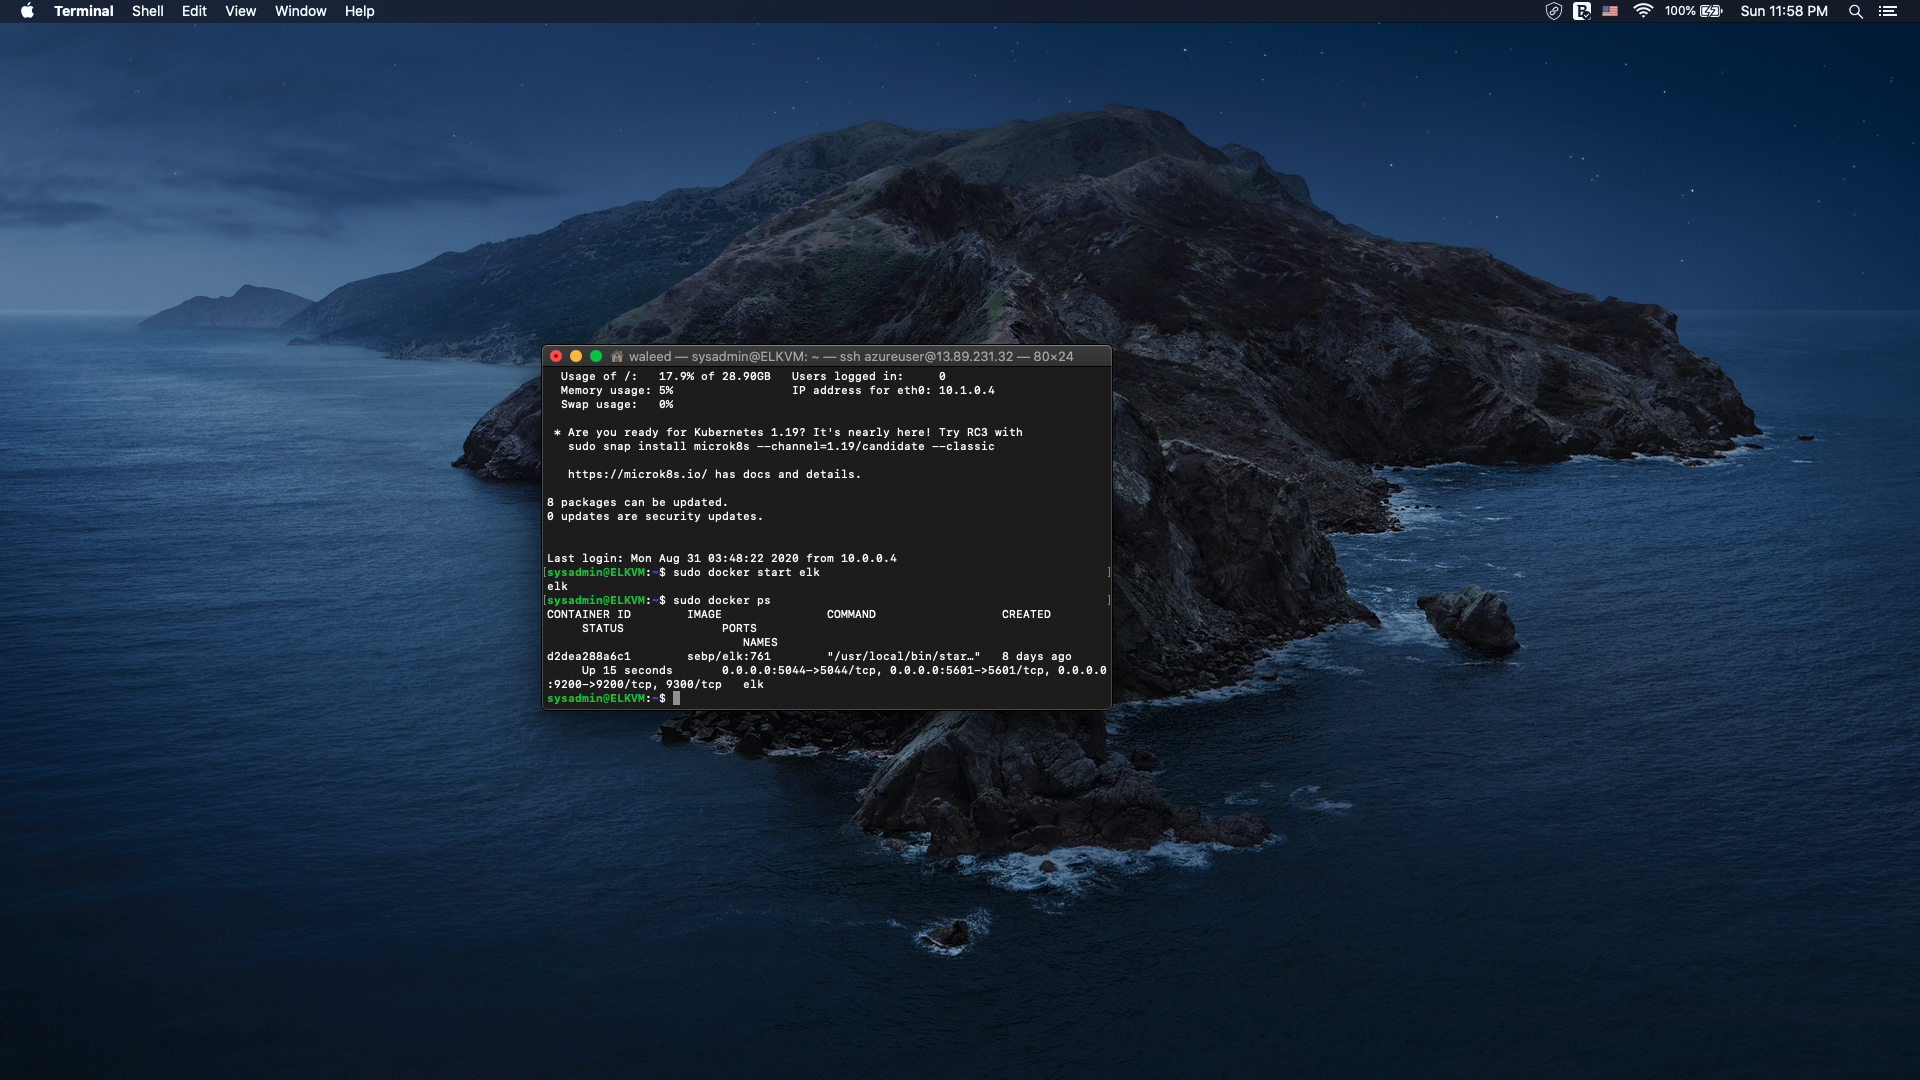 Terminal Shell Edit View Window Help 100% Sun 11:58 PM
waleed — sysadmin@ELKVM: ~ — ssh azureuser@13.89.231.32 — 80×24
Usage of /: 17.9% of 28.90GB Users logged in: 0
Memory usage: 5% IP address for eth0: 10.1.0.4
Swap usage: 0%
* Are you ready for Kubernetes 1.19? It's nearly here! Try RC3 with
sudo snap install microk8s --channel=1.19/candidate --classic
https://microk8s.io/ has docs and details.
8 packages can be updated.
0 updates are security updates.
Last login: Mon Aug 31 03:48:22 2020 from 10.0.0.4
[sysadmin@ELKVM:~$ sudo docker start elk ]
elk
[sysadmin@ELKVM:~$ sudo docker ps ]
CONTAINER ID IMAGE COMMAND CREATED
STATUS PORTS
NAMES
d2dea288a6c1 sebp/elk:761 "/usr/local/bin/star…" 8 days ago
Up 15 seconds 0.0.0.0:5044->5044/tcp, 0.0.0.0:5601->5601/tcp, 0.0.0.0
:9200->9200/tcp, 9300/tcp elk
sysadmin@ELKVM:~$